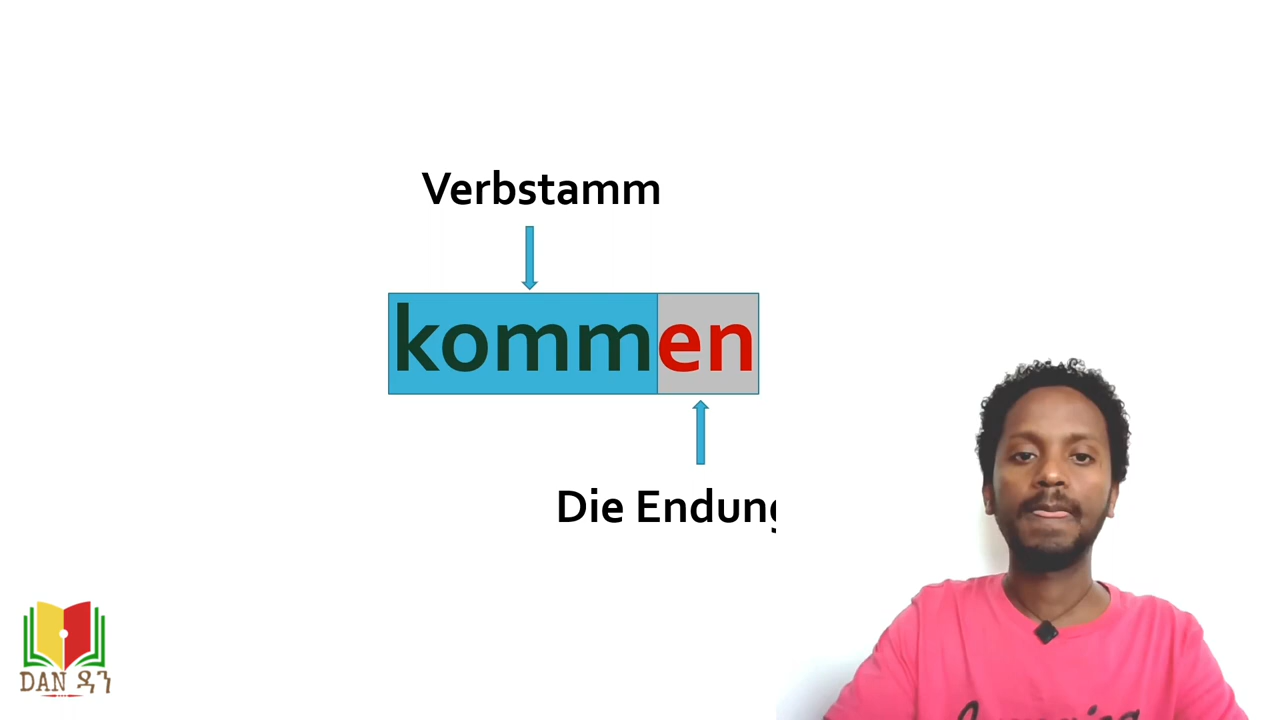 Verbstamm
kommen
Die Endung
DAN ዳን